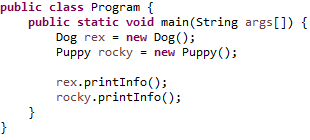 public class Program {
    public static void main(String args[]) {
        Dog rex = new Dog();
        Puppy rocky = new Puppy();

        rex.printInfo();
        rocky.printInfo();
    }
}